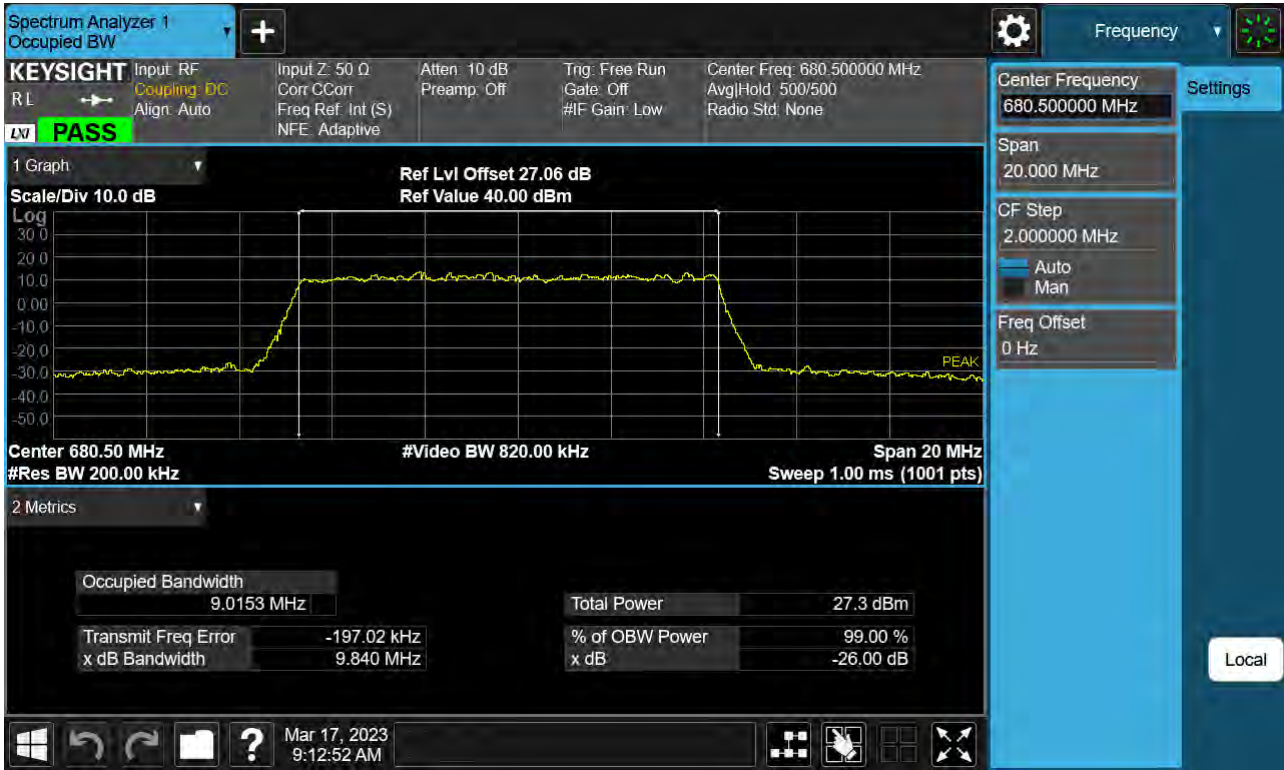 Spectrum Analyzer 1
Occupied BW
+
Frequency
KEYSIGHT
RL
LXI
PASS
Input: RF
Coupling: DC
Align: Auto
Input Z: 50 Ω
Corr CCorr
Freq Ref: Int (S)
NFE: Adaptive
Atten: 10 dB
Preamp: Off
Trig: Free Run
Gate: Off
#IF Gain: Low
Center Freq: 680.500000 MHz
Avg|Hold: 500/500
Radio Std: None
Center Frequency
680.500000 MHz
Settings
Span
20.000 MHz
CF Step
2.000000 MHz
Auto
Man
Freq Offset
0 Hz
Local
1 Graph
Scale/Div 10.0 dB
Ref Lvl Offset 27.06 dB
Ref Value 40.00 dBm
Log
30.0
20.0
10.0
0.00
-10.0
-20.0
-30.0
-40.0
-50.0
PEAK
Center 680.50 MHz
#Video BW 820.00 kHz
Span 20 MHz
#Res BW 200.00 kHz
Sweep 1.00 ms (1001 pts)
2 Metrics
Occupied Bandwidth
9.0153 MHz
Total Power 27.3 dBm
Transmit Freq Error -197.02 kHz
% of OBW Power 99.00 %
x dB Bandwidth 9.840 MHz
x dB -26.00 dB
?
Mar 17, 2023
9:12:52 AM